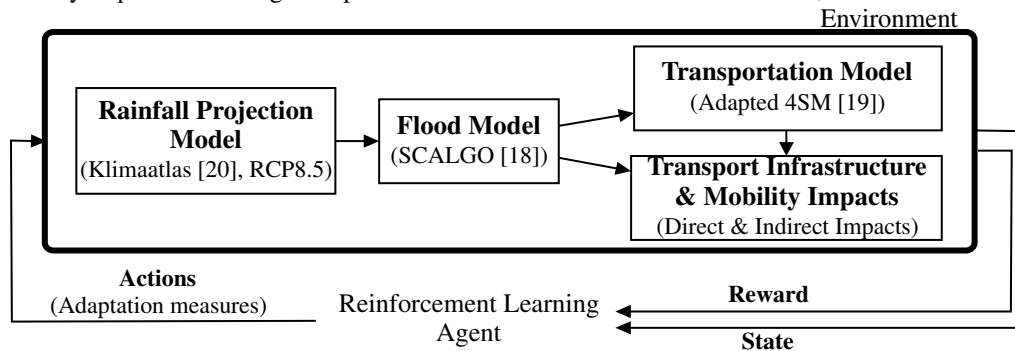 Environment
Rainfall Projection
Model
(Klimaatlas [20], RCP8.5)
Flood Model
(SCALGO [18])
Transportation Model
(Adapted 4SM [19])
Transport Infrastructure
& Mobility Impacts
(Direct & Indirect Impacts)
Actions
(Adaptation measures)
Reinforcement Learning
Agent
Reward
State